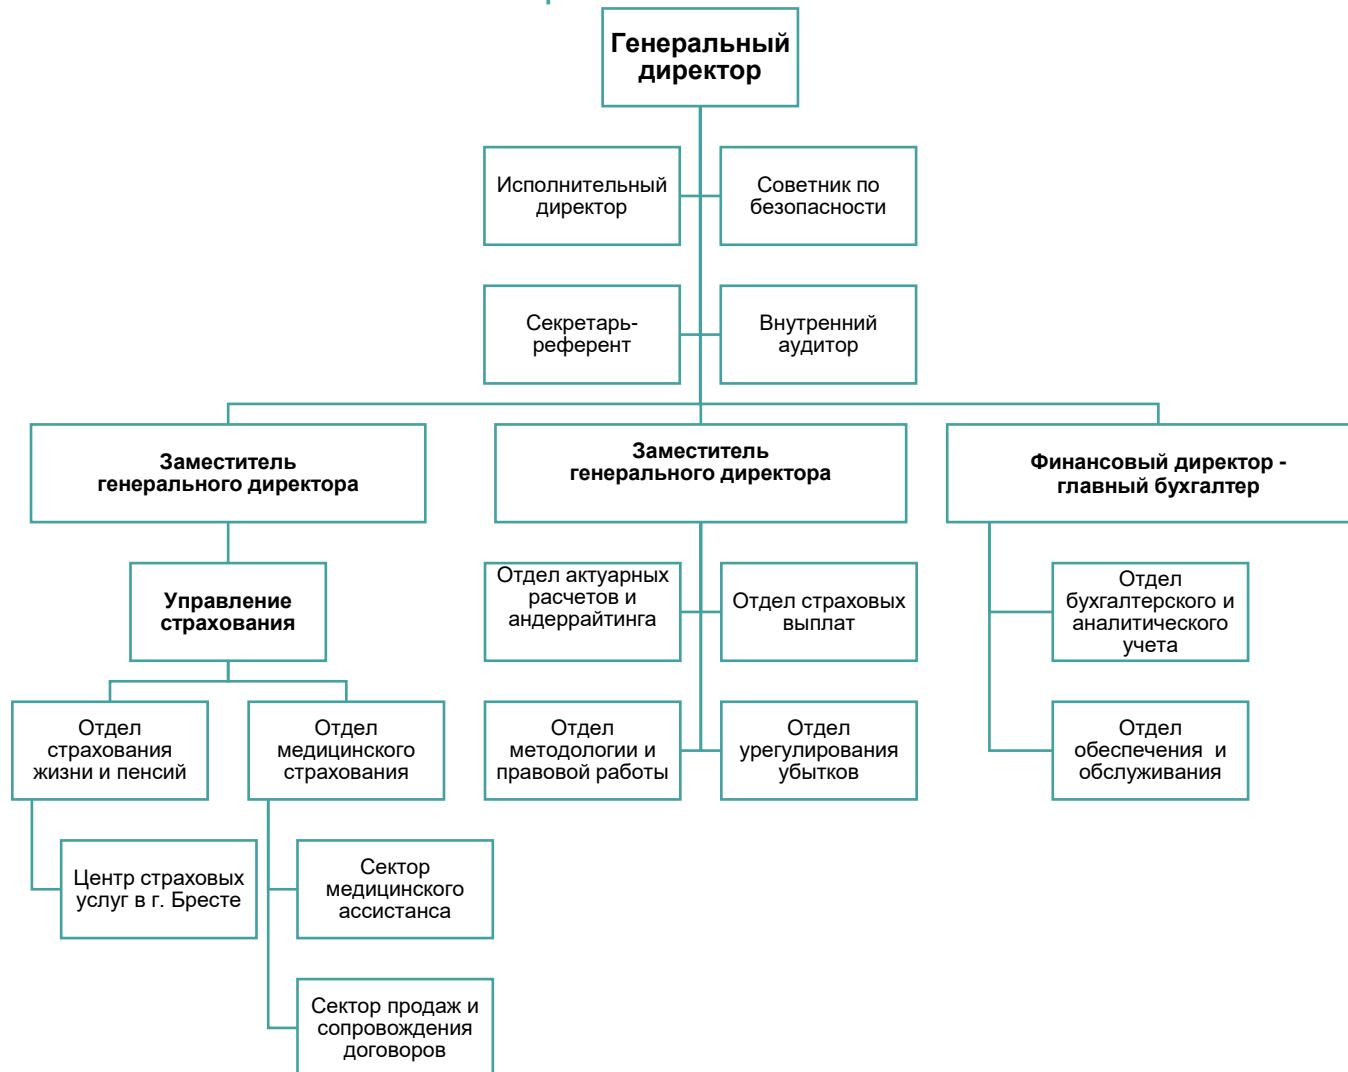 Генеральный
директор
Исполнительный
директор
Советник по
безопасности
Секретарь-
референт
Внутренний
аудитор
Заместитель
генерального директора
Заместитель
генерального директора
Финансовый директор -
главный бухгалтер
Управление
страхования
Отдел актуарных
расчетов и
андеррайтинга
Отдел страховых
выплат
Отдел
бухгалтерского и
аналитического
учета
Отдел
страхования
жизни и пенсий
Отдел
медицинского
страхования
Отдел
методологии и
правовой работы
Отдел
урегулирования
убытков
Отдел
обеспечения и
обслуживания
Центр страховых
услуг в г. Бресте
Сектор
медицинского
ассистанса
Сектор продаж и
сопровождения
договоров